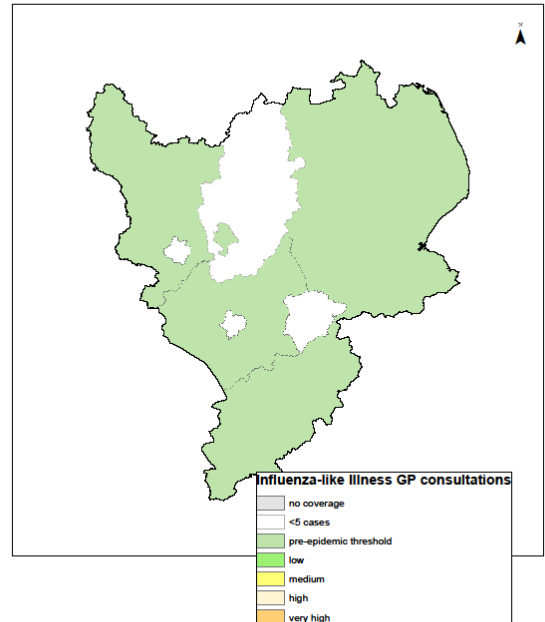 N
Influenza-like Illness GP consultations
no coverage
<5 cases
pre-epidemic threshold
low
medium
high
very high